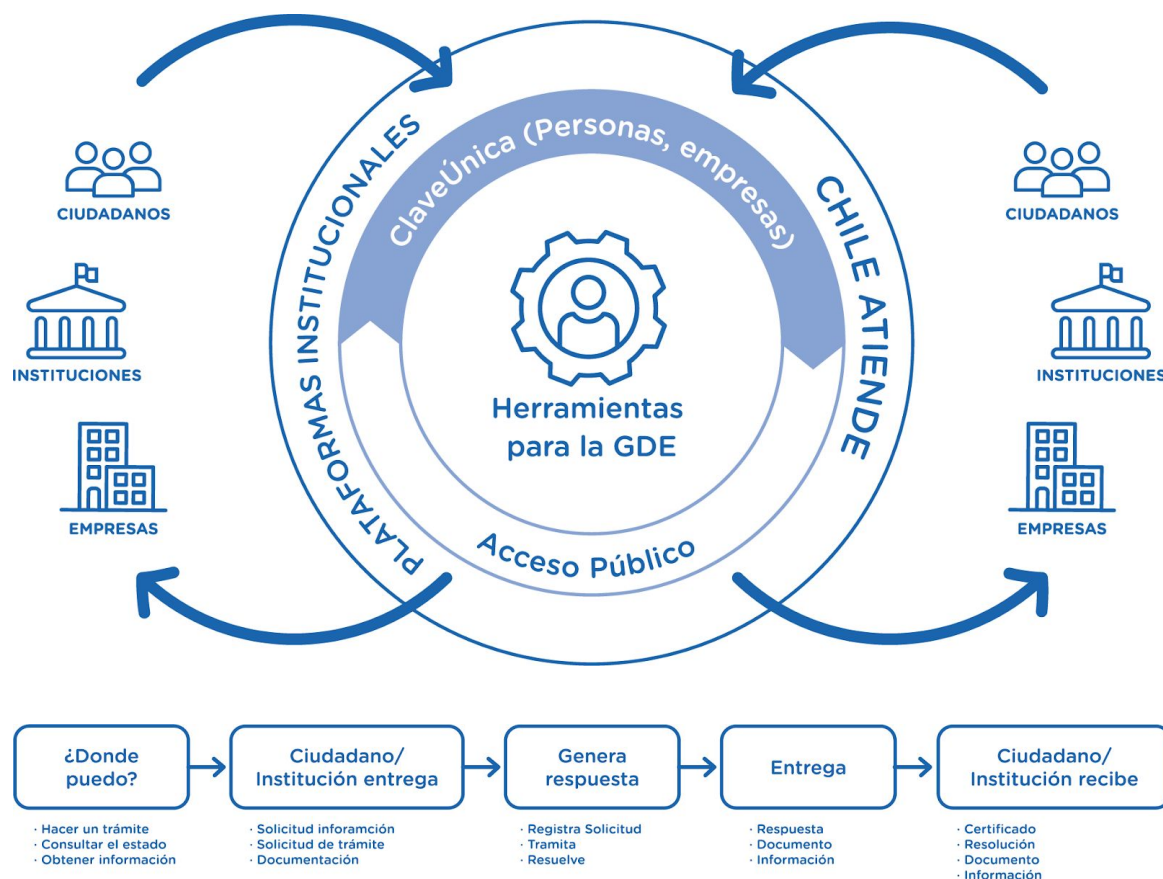 PLATAFORMAS INSTITUCIONALES
ClaveÚnica (Personas, empresas)
CHILE ATIENDE
CIUDADANOS
INSTITUCIONES
EMPRESAS
Herramientas
para la GDE
Acceso Público
CIUDADANOS
INSTITUCIONES
EMPRESAS
¿Donde
puedo?
· Hacer un trámite
· Consultar el estado
· Obtener información
Ciudadano/
Institución entrega
· Solicitud inforamción
· Solicitud de trámite
· Documentación
Genera
respuesta
· Registra Solicitud
· Tramita
· Resuelve
Entrega
· Respuesta
· Documento
· Información
Ciudadano/
Institución recibe
· Certificado
· Resolución
· Documento
· Información